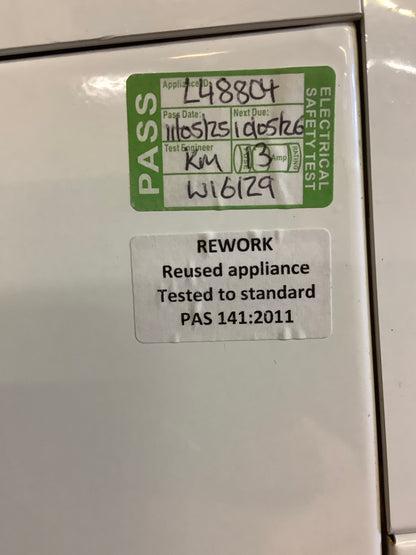 PASS
ELECTRICAL SAFETY TEST
Appliance ID:
L48804
Pass Date: Next Due:
11/05/25 10/05/26
Test Engineer
KM 13 Amp
W16129
REWORK
Reused appliance
Tested to standard
PAS 141:2011